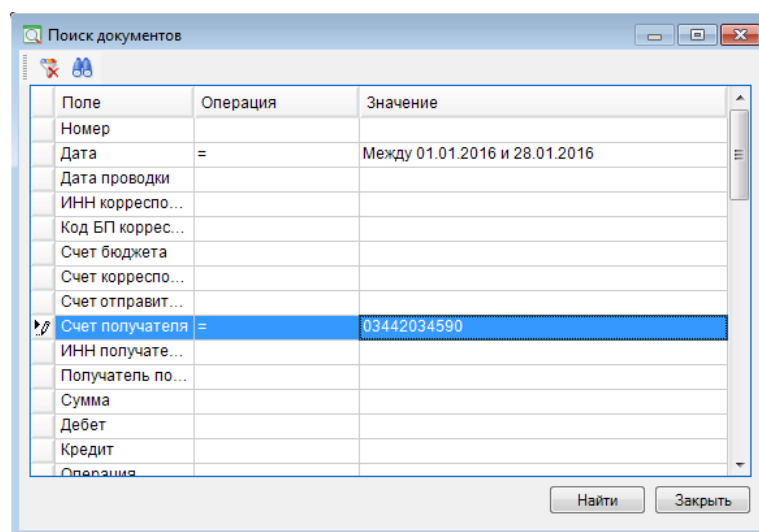 Поиск документов
Поле Операция Значение
Номер
Дата = Между 01.01.2016 и 28.01.2016
Дата проводки
ИНН корреспо...
Код БП коррес...
Счет бюджета
Счет корреспо...
Счет отправит...
Счет получателя = 03442034590
ИНН получате...
Получатель по...
Сумма
Дебет
Кредит
Операция
Найти Закрыть